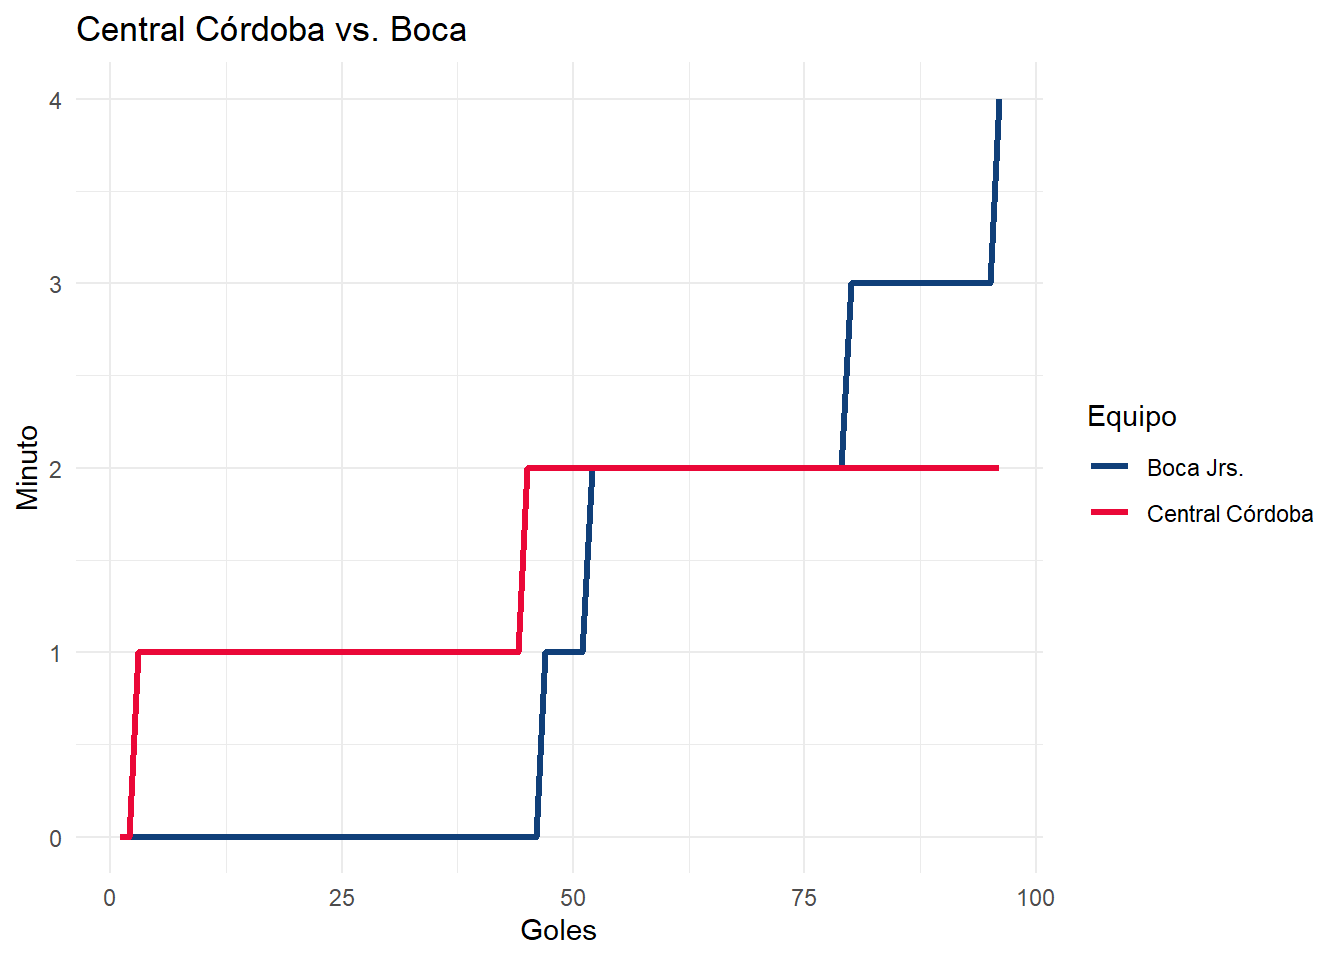 Central Córdoba vs. Boca
4
3
2
1
0
Minuto
0 25 50 75 100
Goles
Equipo
Boca Jrs.
Central Córdoba